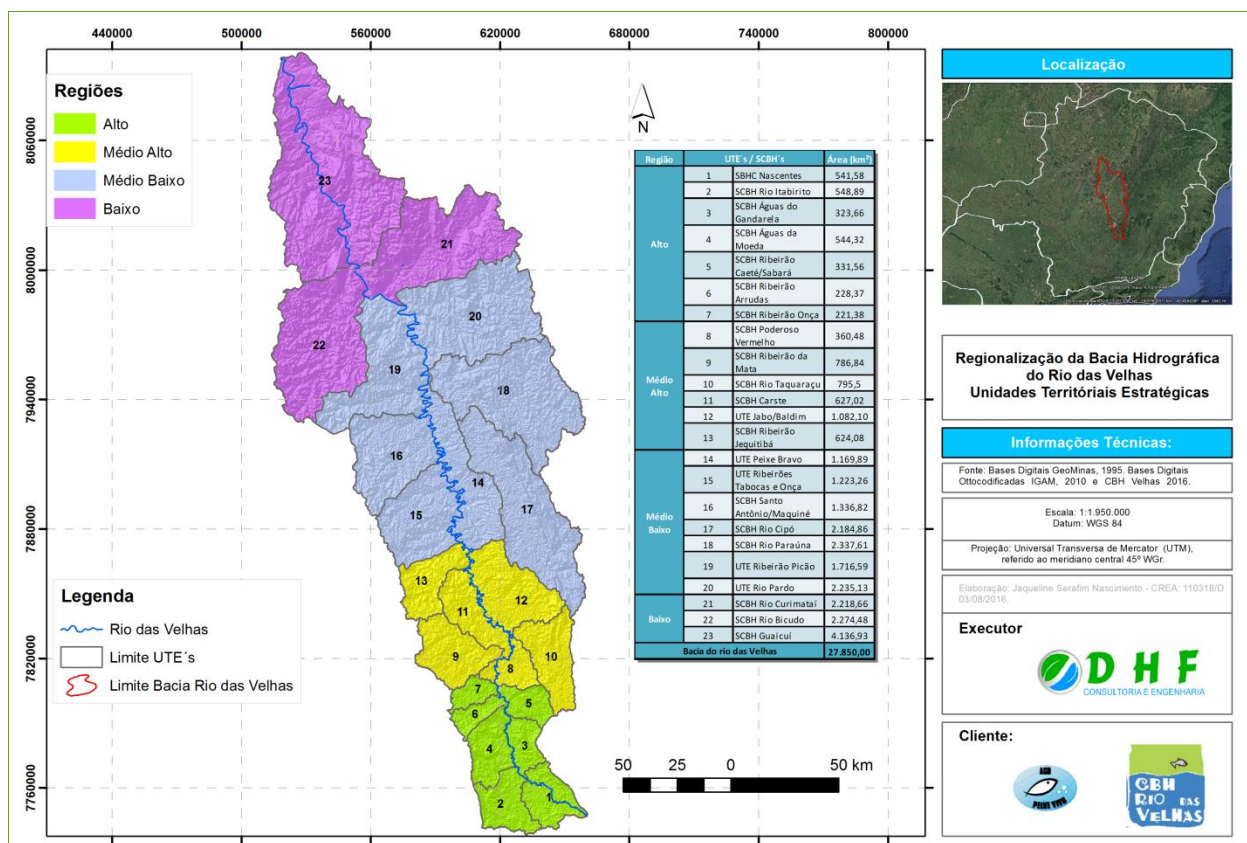 440000 500000 560000 620000 680000 740000 800000
8060000
8000000
7940000
7880000
7820000
7760000
Regiões
Alto
Médio Alto
Médio Baixo
Baixo
N
23
21
20
22
19
18
16
14
17
15
13
12
11
10
9
8
7
5
6
4
3
2
1
Legenda
Rio das Velhas
Limite UTE´s
Limite Bacia Rio das Velhas
Região UTE´s / SCBH´s Área (km²)
Alto
1 SBHC Nascentes 541,58
2 SCBH Rio Itabirito 548,89
3 SCBH Águas do Gandarela 323,66
4 SCBH Águas da Moeda 544,32
5 SCBH Ribeirão Caeté/Sabará 331,56
6 SCBH Ribeirão Arrudas 228,37
7 SCBH Ribeirão Onça 221,38
Médio Alto
8 SCBH Poderoso Vermelho 360,48
9 SCBH Ribeirão da Mata 786,84
10 SCBH Rio Taquaraçu 795,5
11 SCBH Carste 627,02
12 UTE Jabo/Baldim 1.082,10
13 SCBH Ribeirão Jequitibá 624,08
Médio Baixo
14 UTE Peixe Bravo 1.169,89
15 UTE Ribeirões Tabocas e Onça 1.223,26
16 SCBH Santo Antônio/Maquiné 1.336,82
17 SCBH Rio Cipó 2.184,86
18 SCBH Rio Paraúna 2.337,61
19 UTE Ribeirão Picão 1.716,59
20 UTE Rio Pardo 2.235,13
Baixo
21 SCBH Rio Curimataí 2.218,66
22 SCBH Rio Bicudo 2.274,48
23 SCBH Guaicuí 4.136,93
Bacia do rio das Velhas 27.850,00
50 25 0 50 km
Localização
Regionalização da Bacia Hidrográfica
do Rio das Velhas
Unidades Territóriais Estratégicas
Informações Técnicas:
Fonte: Bases Digitais GeoMinas, 1995. Bases Digitais
Ottocodificadas IGAM, 2010 e CBH Velhas 2016.
Escala: 1:1.950.000
Datum: WGS 84
Projeção: Universal Transversa de Mercator (UTM),
referido ao meridiano central 45º WGr.
Elaboração: Jaqueline Serafim Nascimento - CREA: 110318/D
03/08/2016.
Executor
DHF
CONSULTORIA E ENGENHARIA
Cliente:
AGB
PEIXE VIVO
CBH
RIO DAS
VELHAS